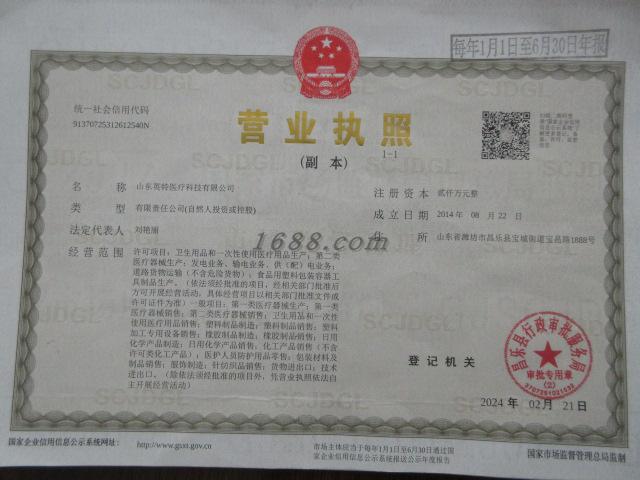 每年1月1日至6月30日年报
统一社会信用代码
91370725312612540N
营业执照
(副 本)
1-1
名 称 山东英特医疗科技有限公司
类 型 有限责任公司(自然人投资或控股)
法定代表人 刘艳丽
经营范围 许可项目：卫生用品和一次性使用医疗用品生产；第二类
医疗器械生产；发电业务、输电业务、供（配）电业务；
道路货物运输（不含危险货物）；食品用塑料包装容器工
具制品生产。（依法须经批准的项目，经相关部门批准后
方可开展经营活动，具体经营项目以相关部门批准文件或
许可证件为准）一般项目：第一类医疗器械生产；第一类
医疗器械销售；第二类医疗器械销售；卫生用品和一次性
使用医疗用品销售；塑料制品制造；塑料制品销售；塑料
加工专用设备销售；橡胶制品制造；橡胶制品销售；日用
化学产品制造；日用化学产品销售；化工产品销售（不含
许可类化工产品）；医护人员防护用品零售；包装材料及
制品销售；服饰制造；针纺织品销售；货物进出口；技术
进出口。（除依法须经批准的项目外，凭营业执照依法自
主开展经营活动）
注册资本 贰仟万元整
成立日期 2014 年 08 月 22 日
住 所 山东省潍坊市昌乐县宝城街道宝昌路1888号
1688.com
登记机关
昌乐县行政审批服务局
审批专用章
(2)
2024 年 02月 21日
国家企业信用信息公示系统网址：
http://www.gsxt.gov.cn
市场主体应当于每年1月1日至6月30日通过国
家企业信用信息公示系统报送公示年度报告
国家市场监督管理总局监制